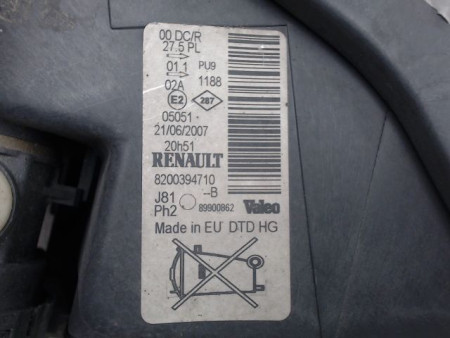 00 DC/R
27.5 PL
01.1 PU9
02A 1188
E2 287
05051
21/06/2007
20h51
RENAULT
8200394710
J81 --B
Ph2 89900862 Valeo
Made in EU DTD HG